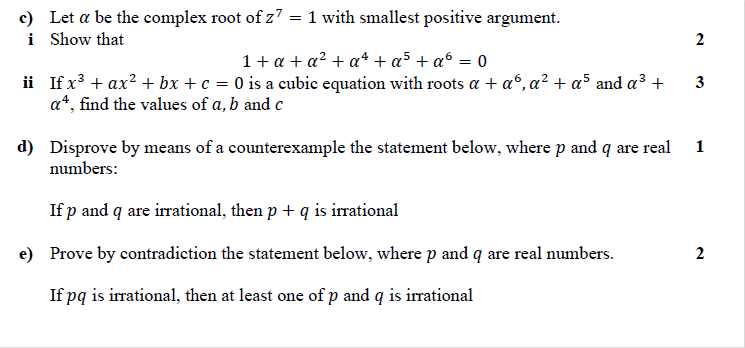 c) Let α be the complex root of z⁷ = 1 with smallest positive argument.
i Show that 2
1 + α + α² + α⁴ + α⁵ + α⁶ = 0
ii If x³ + ax² + bx + c = 0 is a cubic equation with roots α + α⁶, α² + α⁵ and α³ + 3
α⁴, find the values of a, b and c
d) Disprove by means of a counterexample the statement below, where p and q are real 1
numbers:
If p and q are irrational, then p + q is irrational
e) Prove by contradiction the statement below, where p and q are real numbers. 2
If pq is irrational, then at least one of p and q is irrational